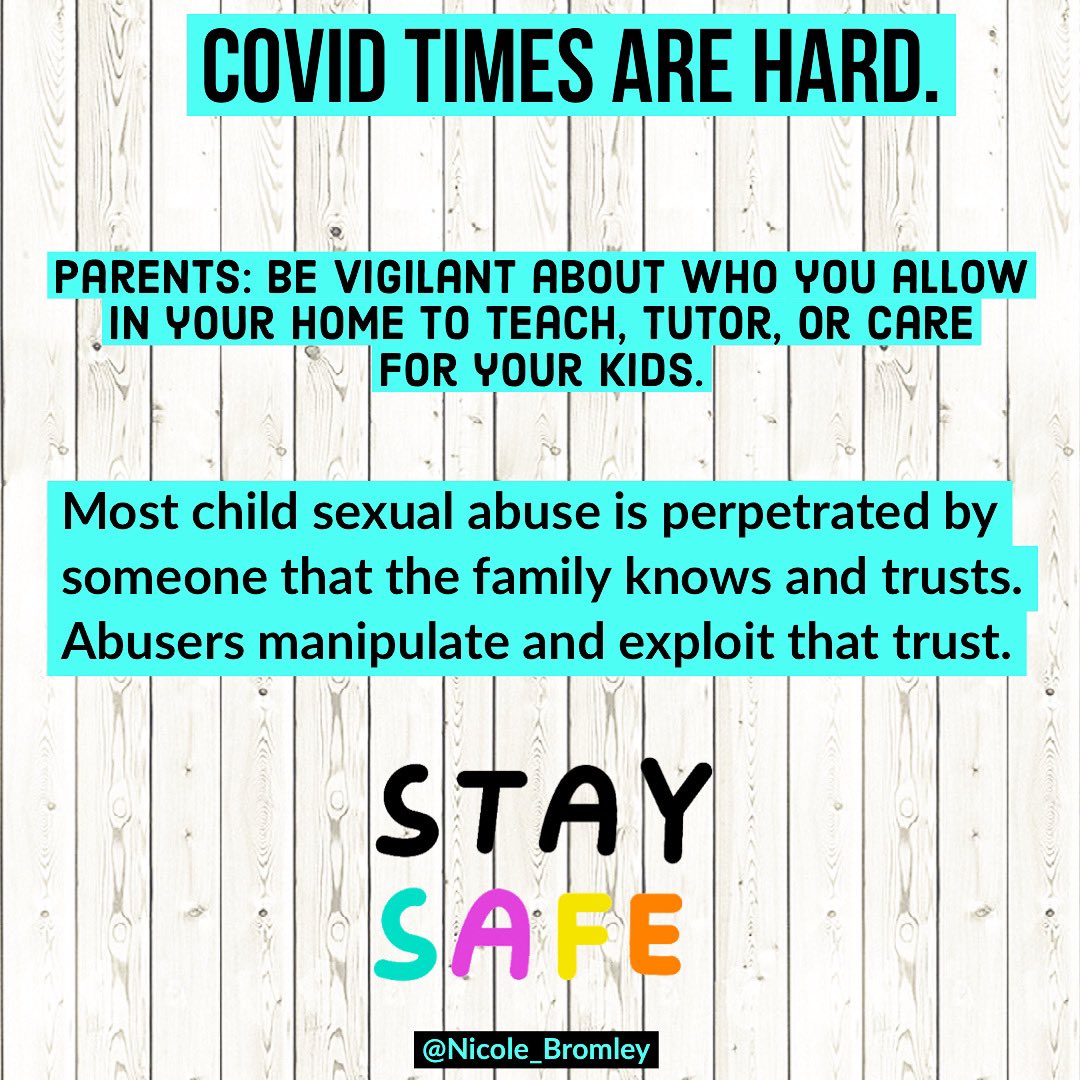 COVID TIMES ARE HARD.
PARENTS: BE VIGILANT ABOUT WHO YOU ALLOW
IN YOUR HOME TO TEACH, TUTOR, OR CARE
FOR YOUR KIDS.
Most child sexual abuse is perpetrated by
someone that the family knows and trusts.
Abusers manipulate and exploit that trust.
STAY
SAFE
@Nicole_Bromley